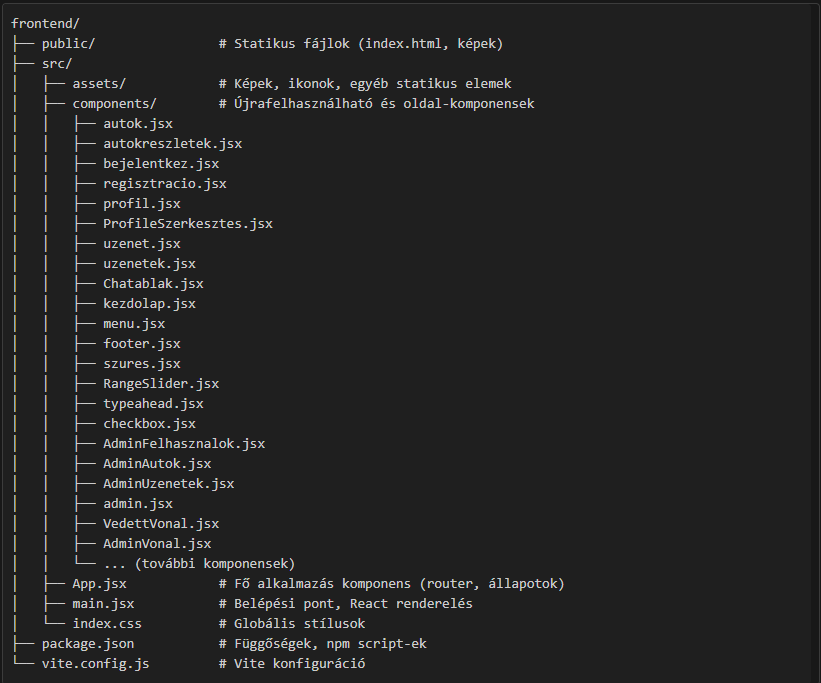 frontend/
├── public/                # Statikus fájlok (index.html, képek)
├── src/
│   ├── assets/            # Képek, ikonok, egyéb statikus elemek
│   ├── components/        # Újrafelhasználható és oldal-komponensek
│   │   ├── autok.jsx
│   │   ├── autokreszletek.jsx
│   │   ├── bejelentkez.jsx
│   │   ├── regisztracio.jsx
│   │   ├── profil.jsx
│   │   ├── ProfileSzerkesztes.jsx
│   │   ├── uzenet.jsx
│   │   ├── uzenetek.jsx
│   │   ├── Chatablak.jsx
│   │   ├── kezdolap.jsx
│   │   ├── menu.jsx
│   │   ├── footer.jsx
│   │   ├── szures.jsx
│   │   ├── RangeSlider.jsx
│   │   ├── typeahead.jsx
│   │   ├── checkbox.jsx
│   │   ├── AdminFelhasznalok.jsx
│   │   ├── AdminAutok.jsx
│   │   ├── AdminUzenetek.jsx
│   │   ├── admin.jsx
│   │   ├── VedettVonal.jsx
│   │   ├── AdminVonal.jsx
│   │   └── ... (további komponensek)
│   ├── App.jsx            # Fő alkalmazás komponens (router, állapotok)
│   ├── main.jsx           # Belépési pont, React renderelés
│   └── index.css          # Globális stílusok
├── package.json           # Függőségek, npm script-ek
└── vite.config.js         # Vite konfiguráció